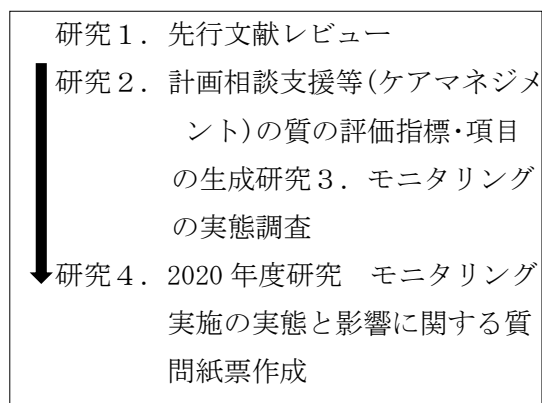 研究１．先行文献レビュー
研究２．計画相談支援等(ケアマネジメ
ント)の質の評価指標･項目
の生成研究３．モニタリング
の実態調査
研究４．2020 年度研究　モニタリング
実施の実態と影響に関する質
問紙票作成